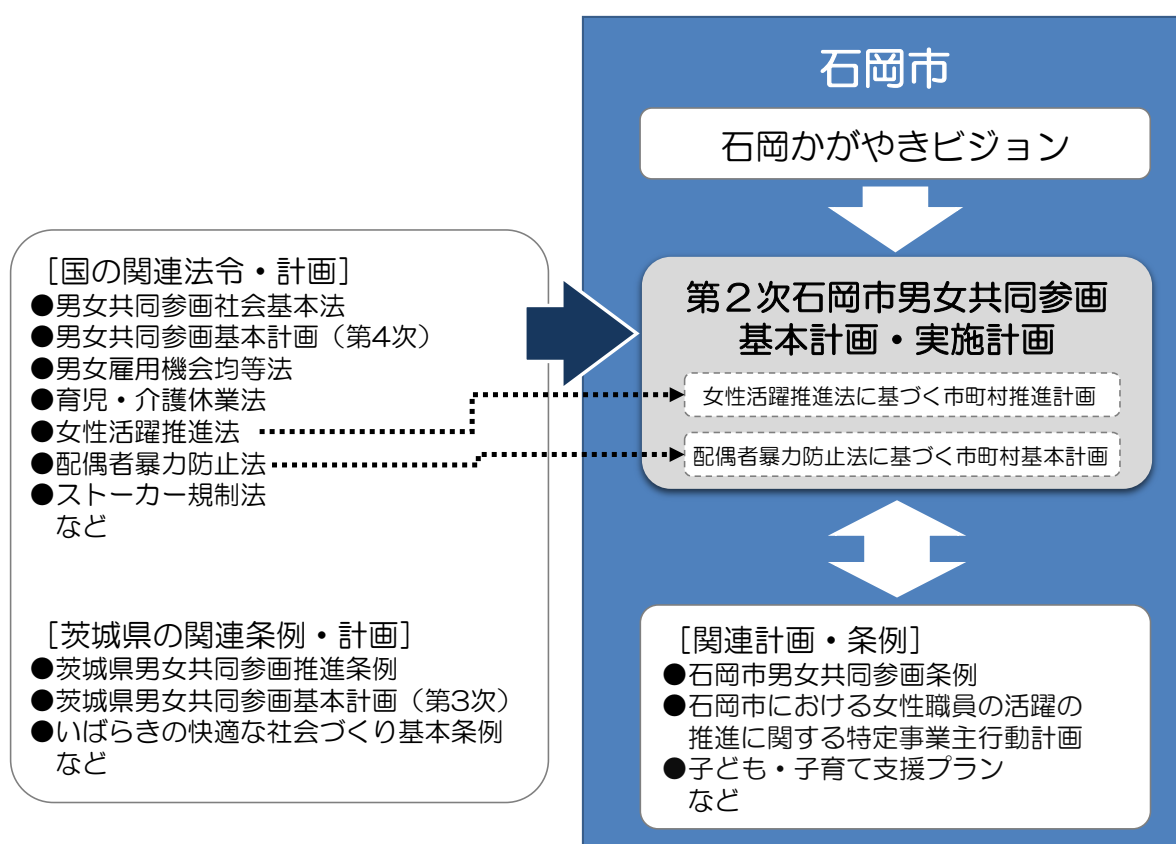 石岡市
石岡かがやきビジョン
第２次石岡市男女共同参画
基本計画・実施計画
女性活躍推進法に基づく市町村推進計画
配偶者暴力防止法に基づく市町村基本計画
［国の関連法令・計画］
●男女共同参画社会基本法
●男女共同参画基本計画（第4次）
●男女雇用機会均等法
●育児・介護休業法
●女性活躍推進法
●配偶者暴力防止法
●ストーカー規制法
など
［茨城県の関連条例・計画］
●茨城県男女共同参画推進条例
●茨城県男女共同参画基本計画（第3次）
●いばらきの快適な社会づくり基本条例
など
［関連計画・条例］
●石岡市男女共同参画条例
●石岡市における女性職員の活躍の
推進に関する特定事業主行動計画
●子ども・子育て支援プラン
など